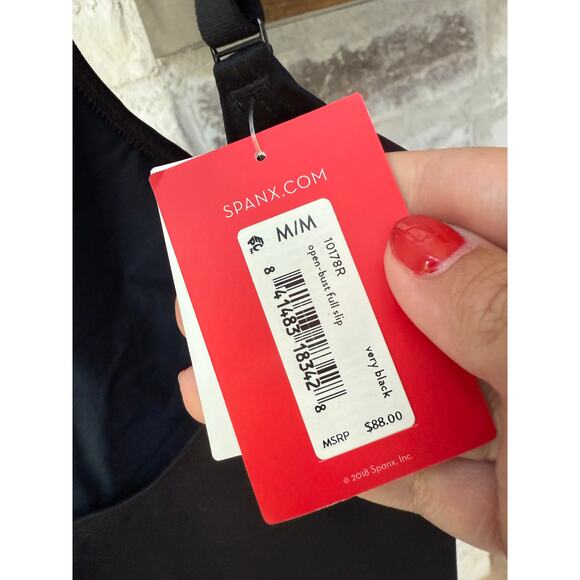 SPANX.COM
M/M
10178R
open-bust full slip
8 41483 18342 8
very black
MSRP $88.00
© 2018 Spanx, Inc.